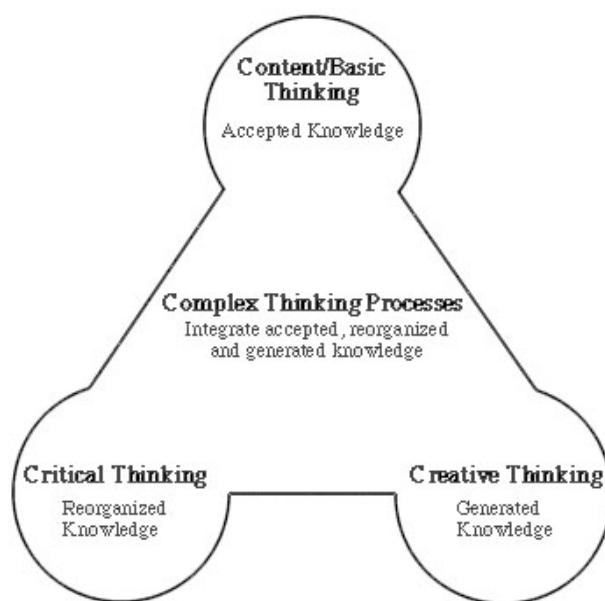 Content/Basic
Thinking
Accepted Knowledge
Complex Thinking Processes
Integrate accepted, reorganized
and generated knowledge
Critical Thinking
Reorganized
Knowledge
Creative Thinking
Generated
Knowledge